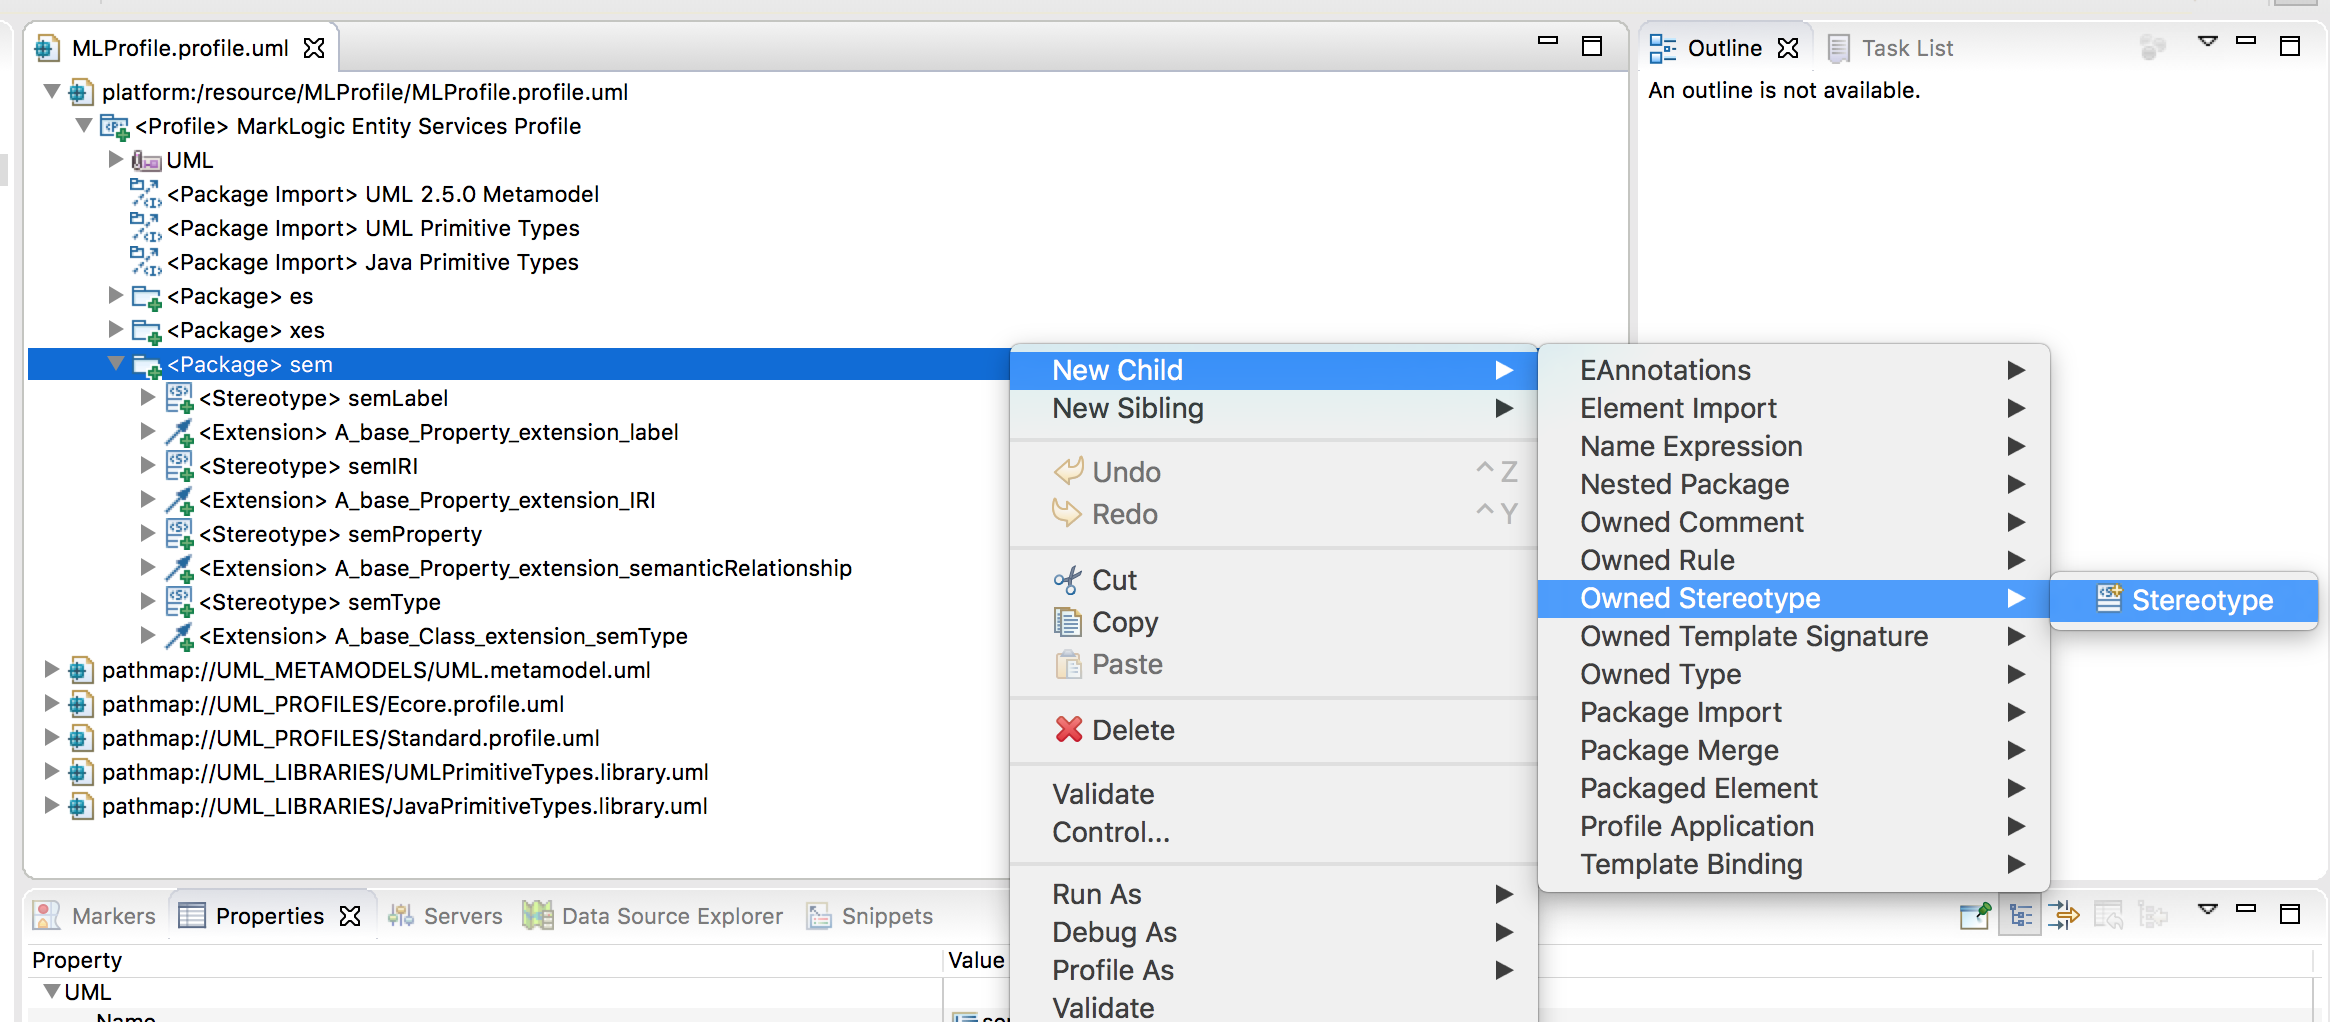 MLProfile.profile.uml
platform:/resource/MLProfile/MLProfile.profile.uml
<Profile> MarkLogic Entity Services Profile
UML
<Package Import> UML 2.5.0 Metamodel
<Package Import> UML Primitive Types
<Package Import> Java Primitive Types
<Package> es
<Package> xes
<Package> sem
<Stereotype> semLabel
<Extension> A_base_Property_extension_label
<Stereotype> semIRI
<Extension> A_base_Property_extension_IRI
<Stereotype> semProperty
<Extension> A_base_Property_extension_semanticRelationship
<Stereotype> semType
<Extension> A_base_Class_extension_semType
pathmap://UML_METAMODELS/UML.metamodel.uml
pathmap://UML_PROFILES/Ecore.profile.uml
pathmap://UML_PROFILES/Standard.profile.uml
pathmap://UML_LIBRARIES/UMLPrimitiveTypes.library.uml
pathmap://UML_LIBRARIES/JavaPrimitiveTypes.library.uml
Outline Task List
An outline is not available.
New Child
New Sibling
Undo ^Z
Redo ^Y
Cut
Copy
Paste
Delete
Validate
Control...
Run As
Debug As
Profile As
Validate
EAnnotations
Element Import
Name Expression
Nested Package
Owned Comment
Owned Rule
Owned Stereotype
Owned Template Signature
Owned Type
Package Import
Package Merge
Packaged Element
Profile Application
Template Binding
Stereotype
Markers Properties Servers Data Source Explorer Snippets
Property Value
UML
Name